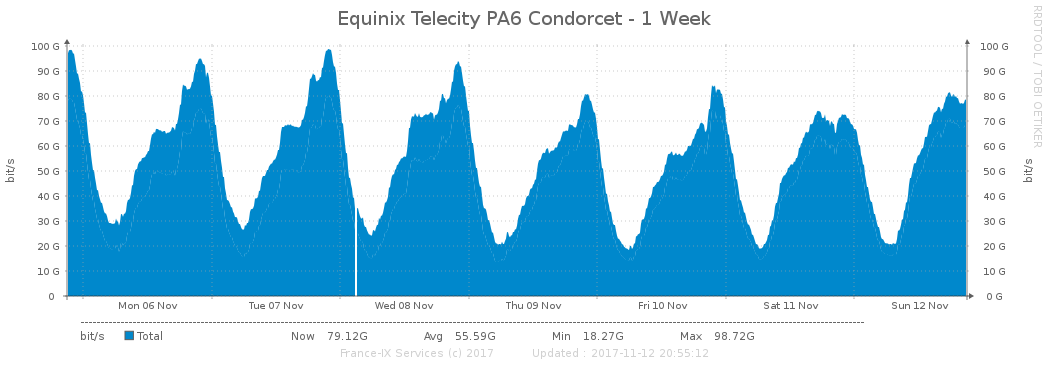 Equinix Telecity PA6 Condorcet - 1 Week
RRDTOOL / TOBI OETIKER
bit/s
100 G 100 G
90 G 90 G
80 G 80 G
70 G 70 G
60 G 60 G
50 G 50 G
40 G 40 G
30 G 30 G
20 G 20 G
10 G 10 G
0 0 G
bit/s
Mon 06 Nov Tue 07 Nov Wed 08 Nov Thu 09 Nov Fri 10 Nov Sat 11 Nov Sun 12 Nov
bit/s Total Now 79.12G Avg 55.59G Min 18.27G Max 98.72G
France-IX Services (c) 2017 Updated : 2017-11-12 20:55:12